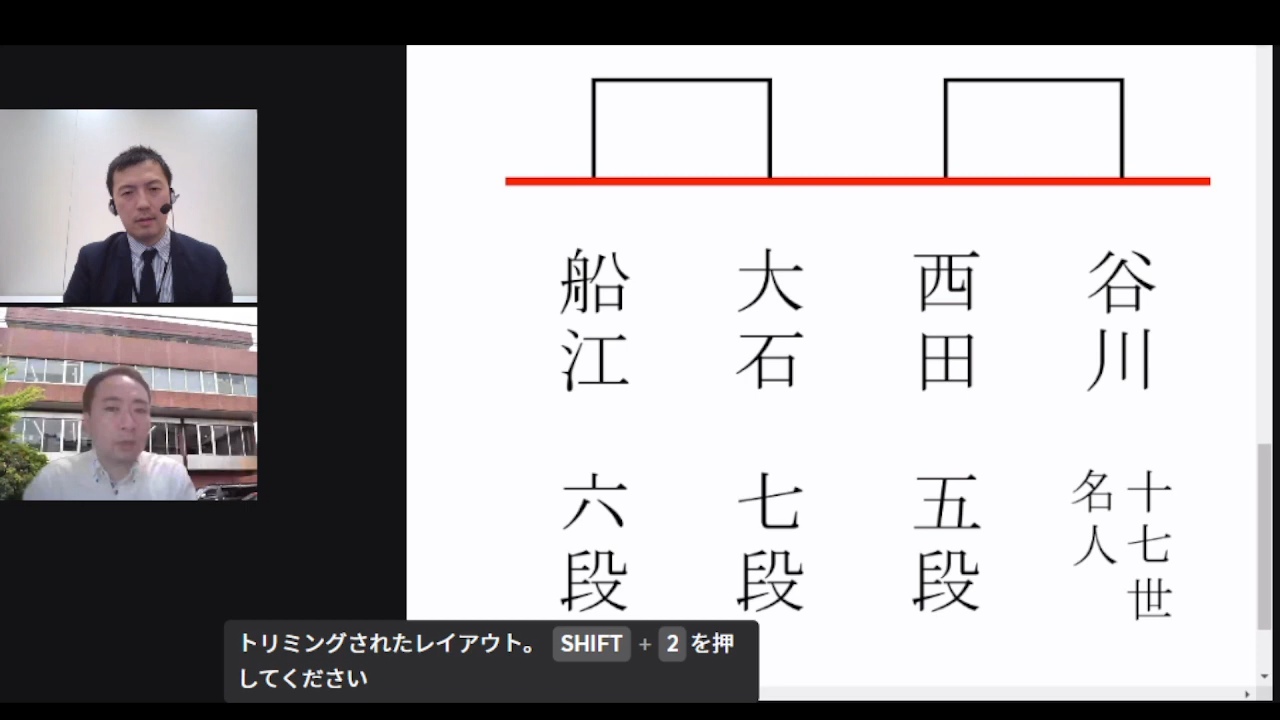 谷川
十七世
名人
西田
五段
大石
七段
船江
六段
トリミングされたレイアウト。 SHIFT + 2 を押
してください